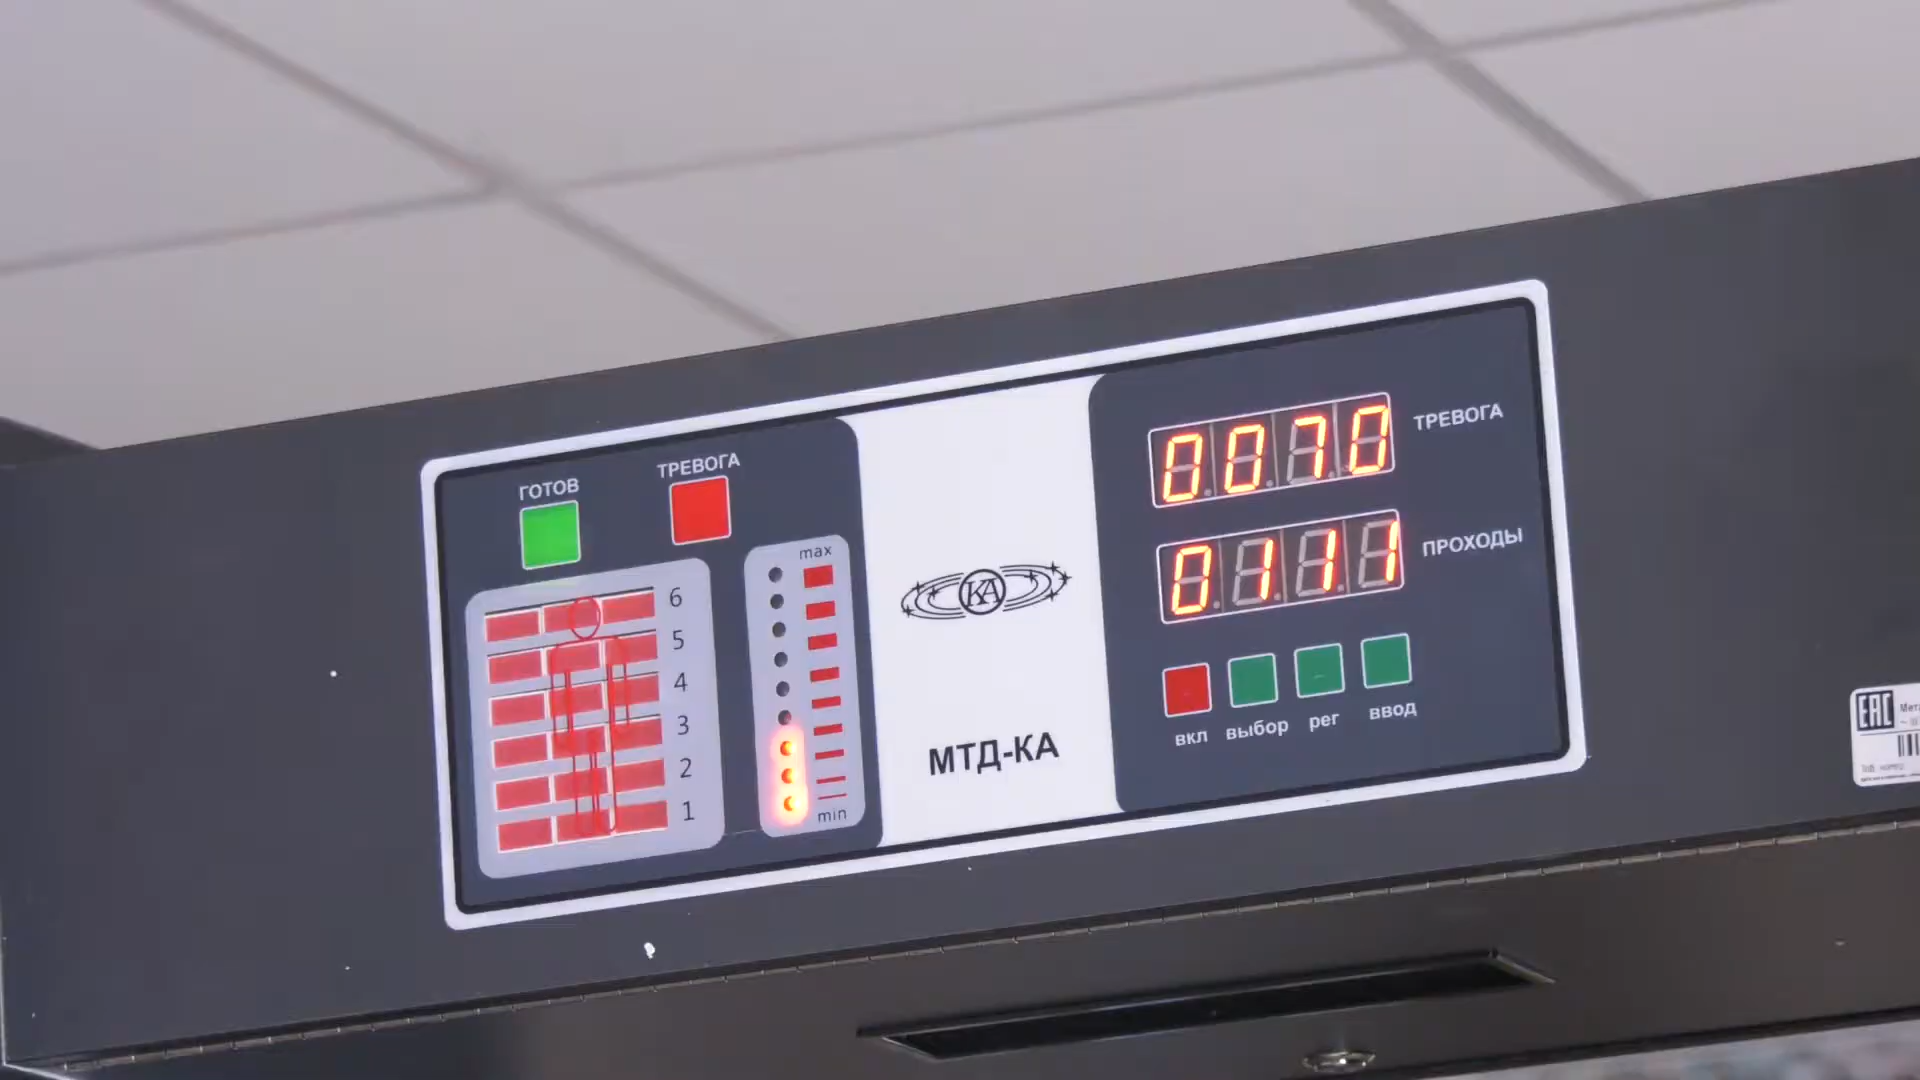 ГОТОВ
ТРЕВОГА
6
5
4
3
2
1
max
min
КА
МТД-КА
0070 ТРЕВОГА
0111 ПРОХОДЫ
вкл выбор рег ввод
EAC